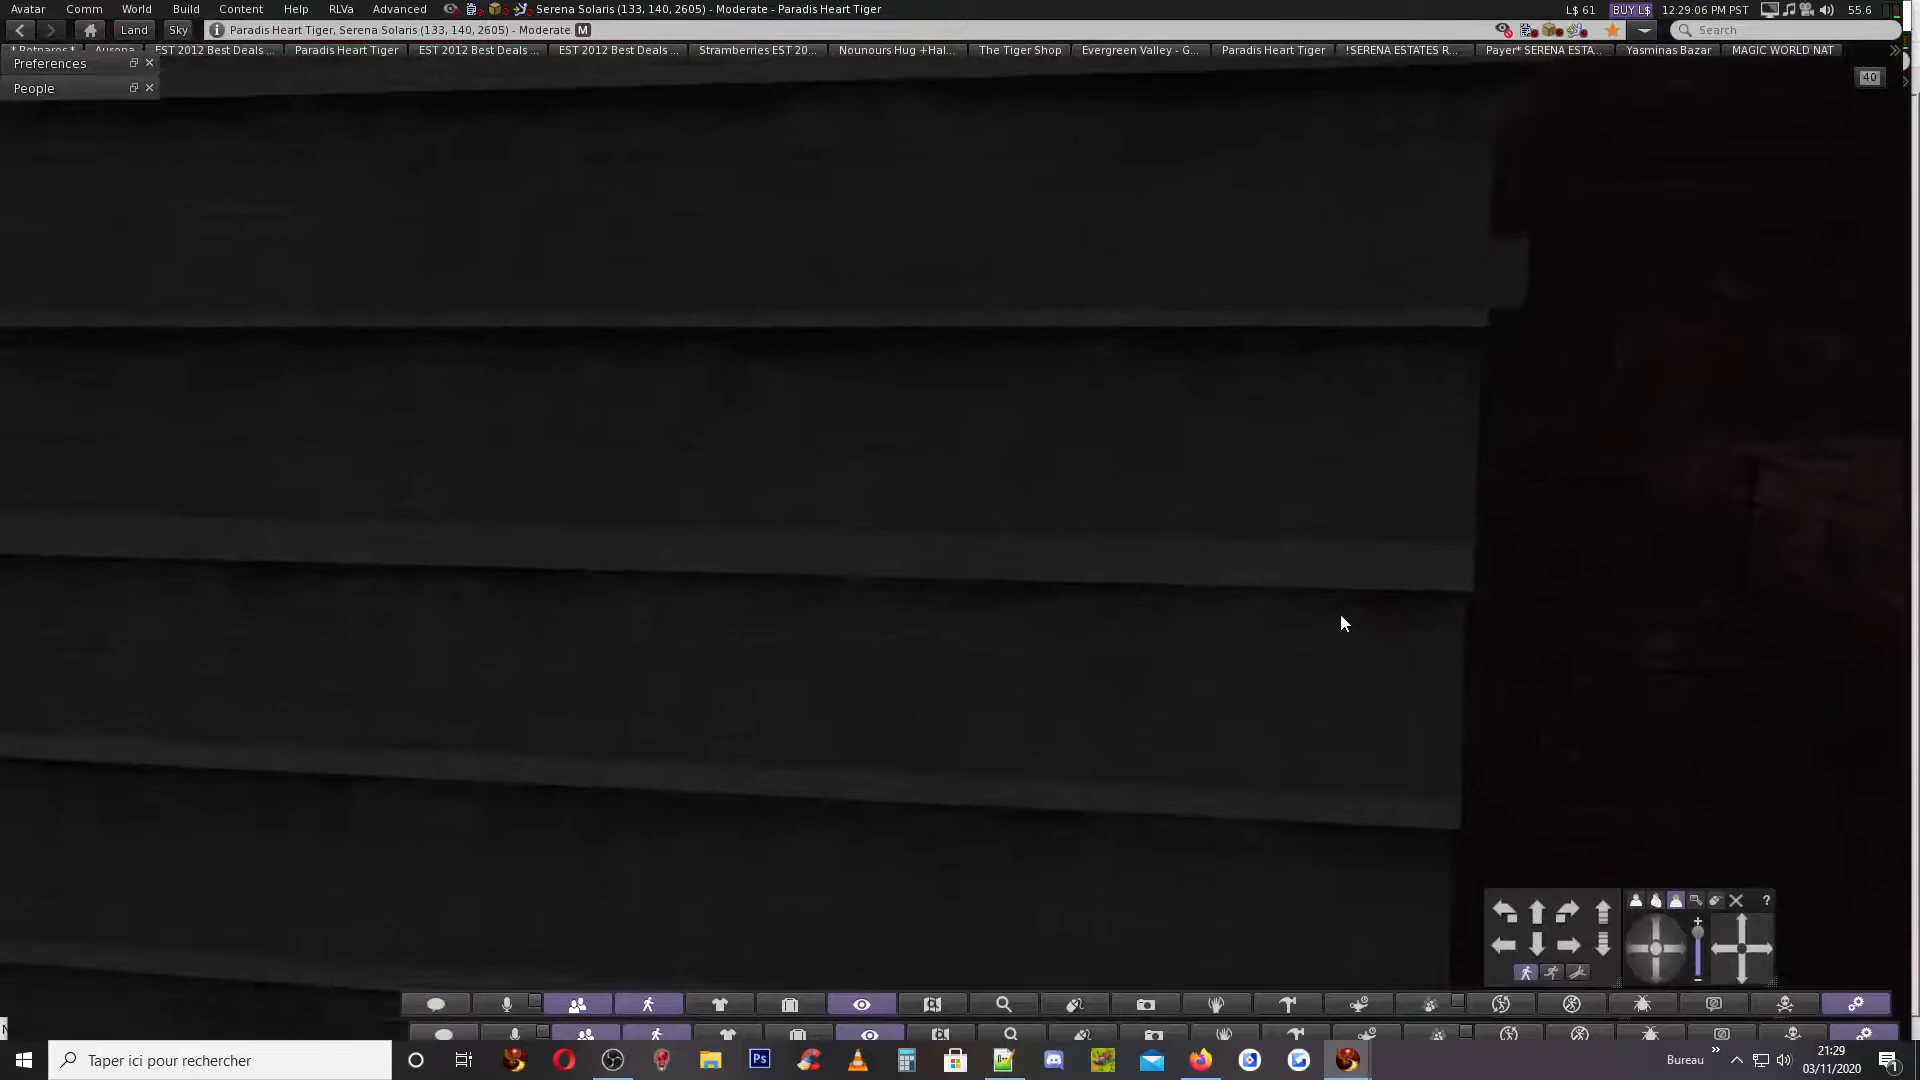 Avatar Comm World Build Content Help RLVa Advanced Serena Solaris (133, 140, 2605) - Moderate - Paradis Heart Tiger L$ 61 BUY L$ 12:29:06 PM PST 55.6
Land Sky Paradis Heart Tiger, Serena Solaris (133, 140, 2605) - Moderate M Search
EST 2012 Best Deals ... Paradis Heart Tiger EST 2012 Best Deals ... EST 2012 Best Deals ... Stramberries EST 20... Nounours Hug +Hal... The Tiger Shop Evergreen Valley - G... Paradis Heart Tiger !SERENA ESTATES R... Payer* SERENA ESTA... Yasminas Bazar MAGIC WORLD NAT
Preferences
40
People
?
+
-
N
Taper ici pour rechercher
Ps
Bureau
21:29
03/11/2020
1